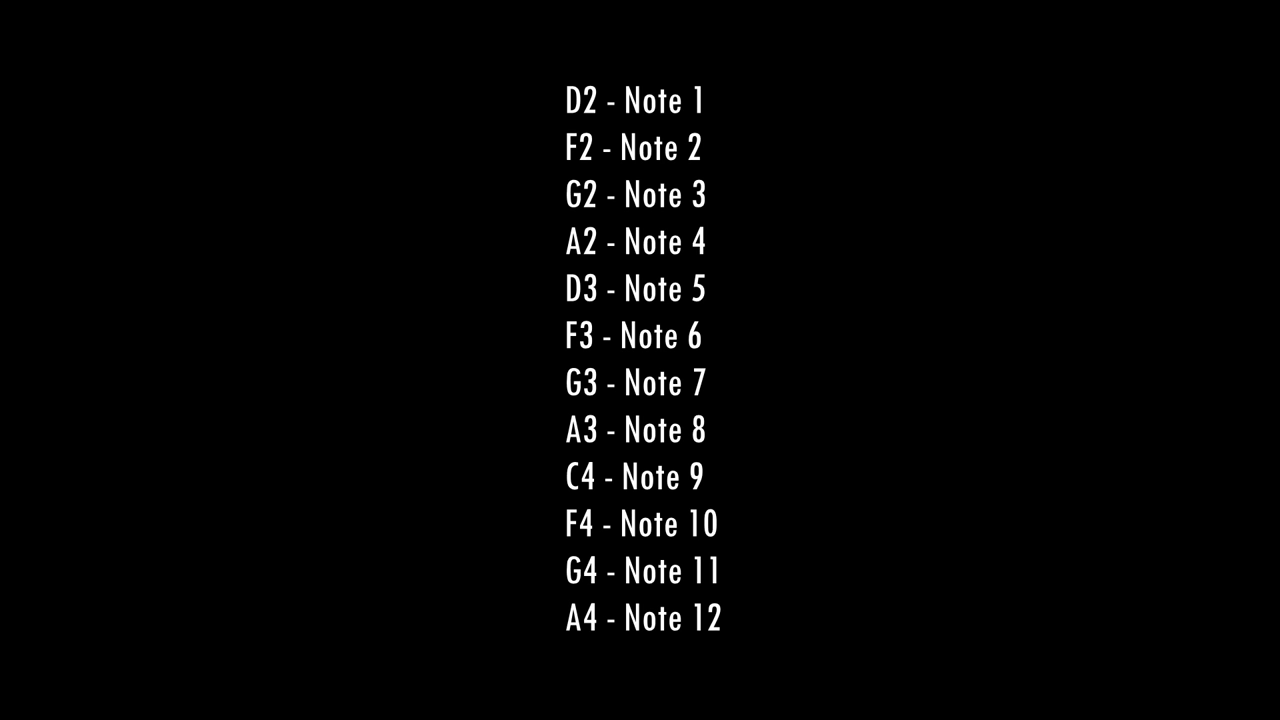 D2 - Note 1
F2 - Note 2
G2 - Note 3
A2 - Note 4
D3 - Note 5
F3 - Note 6
G3 - Note 7
A3 - Note 8
C4 - Note 9
F4 - Note 10
G4 - Note 11
A4 - Note 12